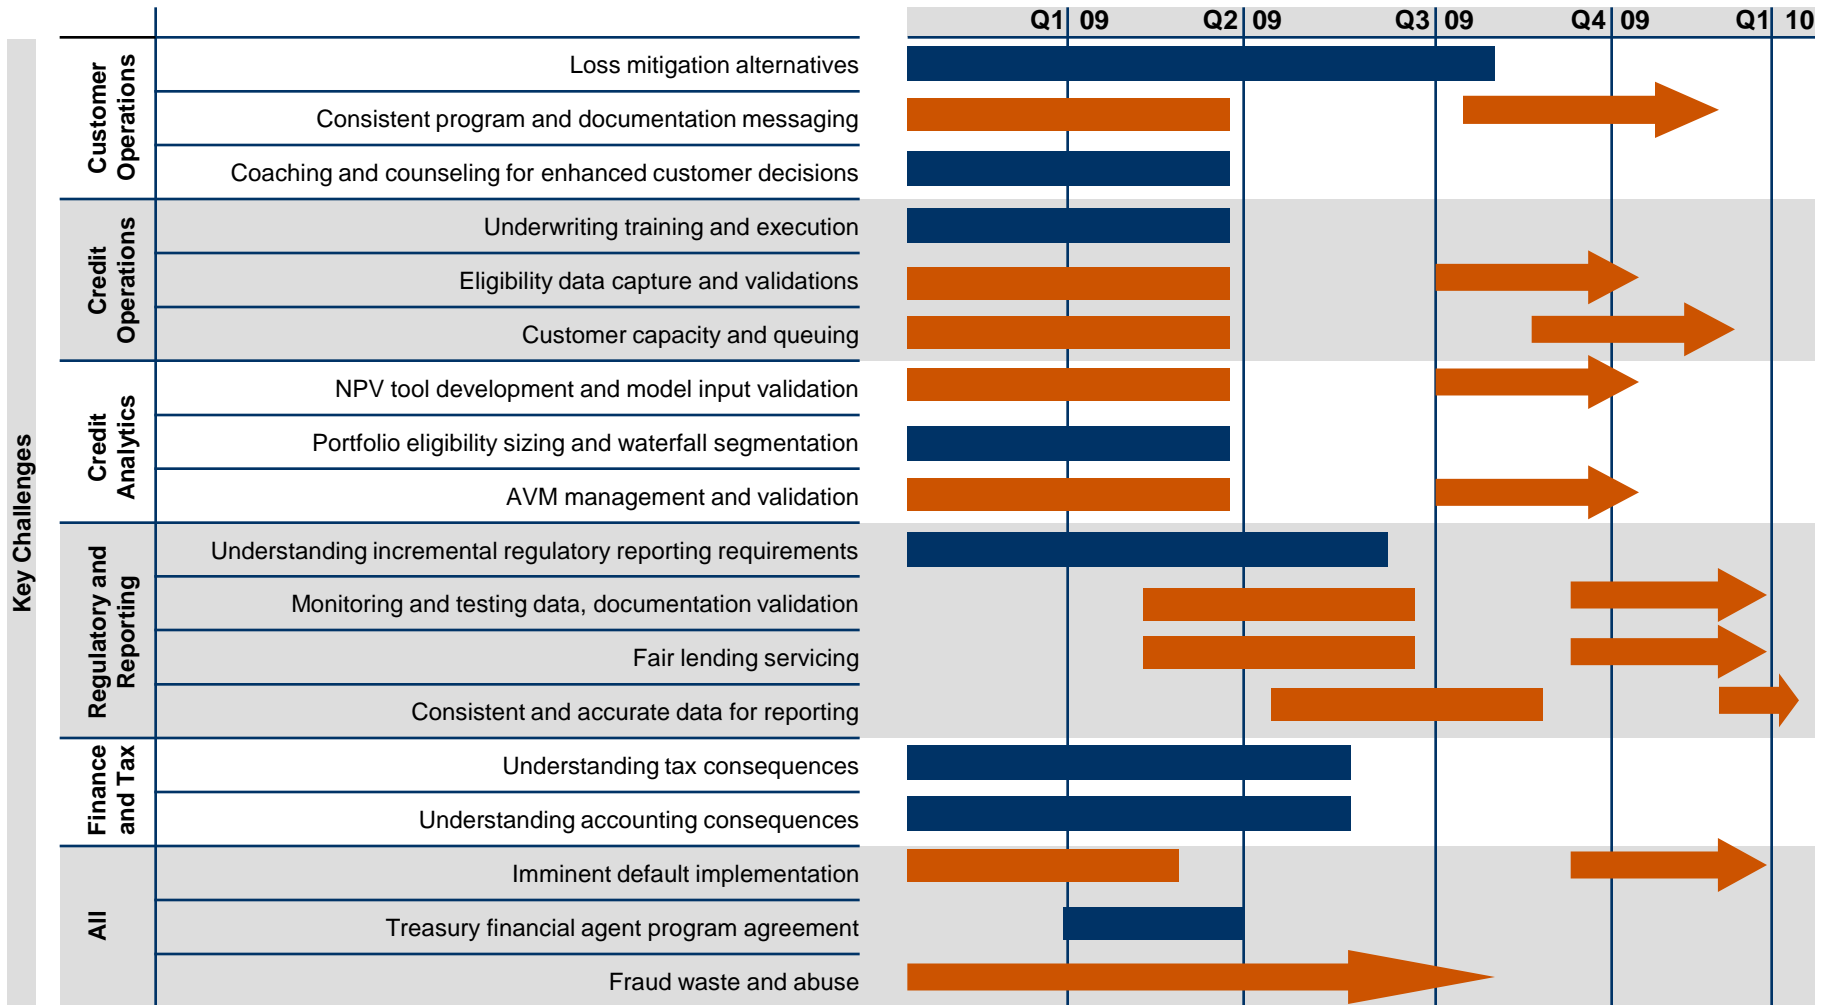 Q1 09 Q2 09 Q3 09 Q4 09 Q1 10
Key Challenges
Customer
Operations
Loss mitigation alternatives
Consistent program and documentation messaging
Coaching and counseling for enhanced customer decisions
Credit
Operations
Underwriting training and execution
Eligibility data capture and validations
Customer capacity and queuing
Credit
Analytics
NPV tool development and model input validation
Portfolio eligibility sizing and waterfall segmentation
AVM management and validation
Regulatory and
Reporting
Understanding incremental regulatory reporting requirements
Monitoring and testing data, documentation validation
Fair lending servicing
Consistent and accurate data for reporting
Finance
and Tax
Understanding tax consequences
Understanding accounting consequences
All
Imminent default implementation
Treasury financial agent program agreement
Fraud waste and abuse